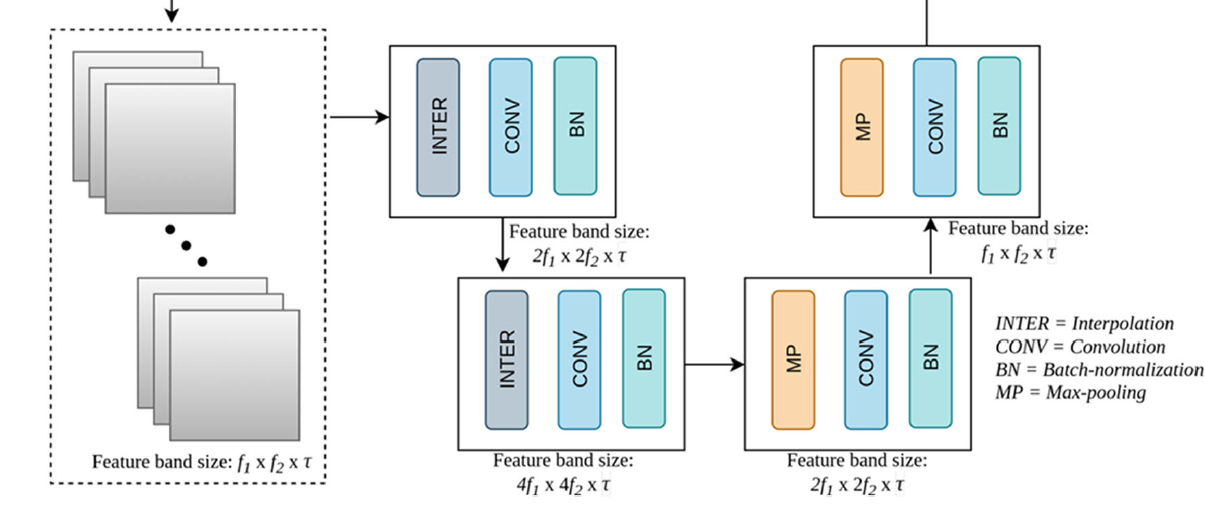 INTER
CONV
BN
Feature band size:
2f₁ x 2f₂ x τ
INTER
CONV
BN
Feature band size:
4f₁ x 4f₂ x τ
MP
CONV
BN
Feature band size:
2f₁ x 2f₂ x τ
MP
CONV
BN
Feature band size:
f₁ x f₂ x τ
Feature band size: f₁ x f₂ x τ
INTER = Interpolation
CONV = Convolution
BN = Batch-normalization
MP = Max-pooling